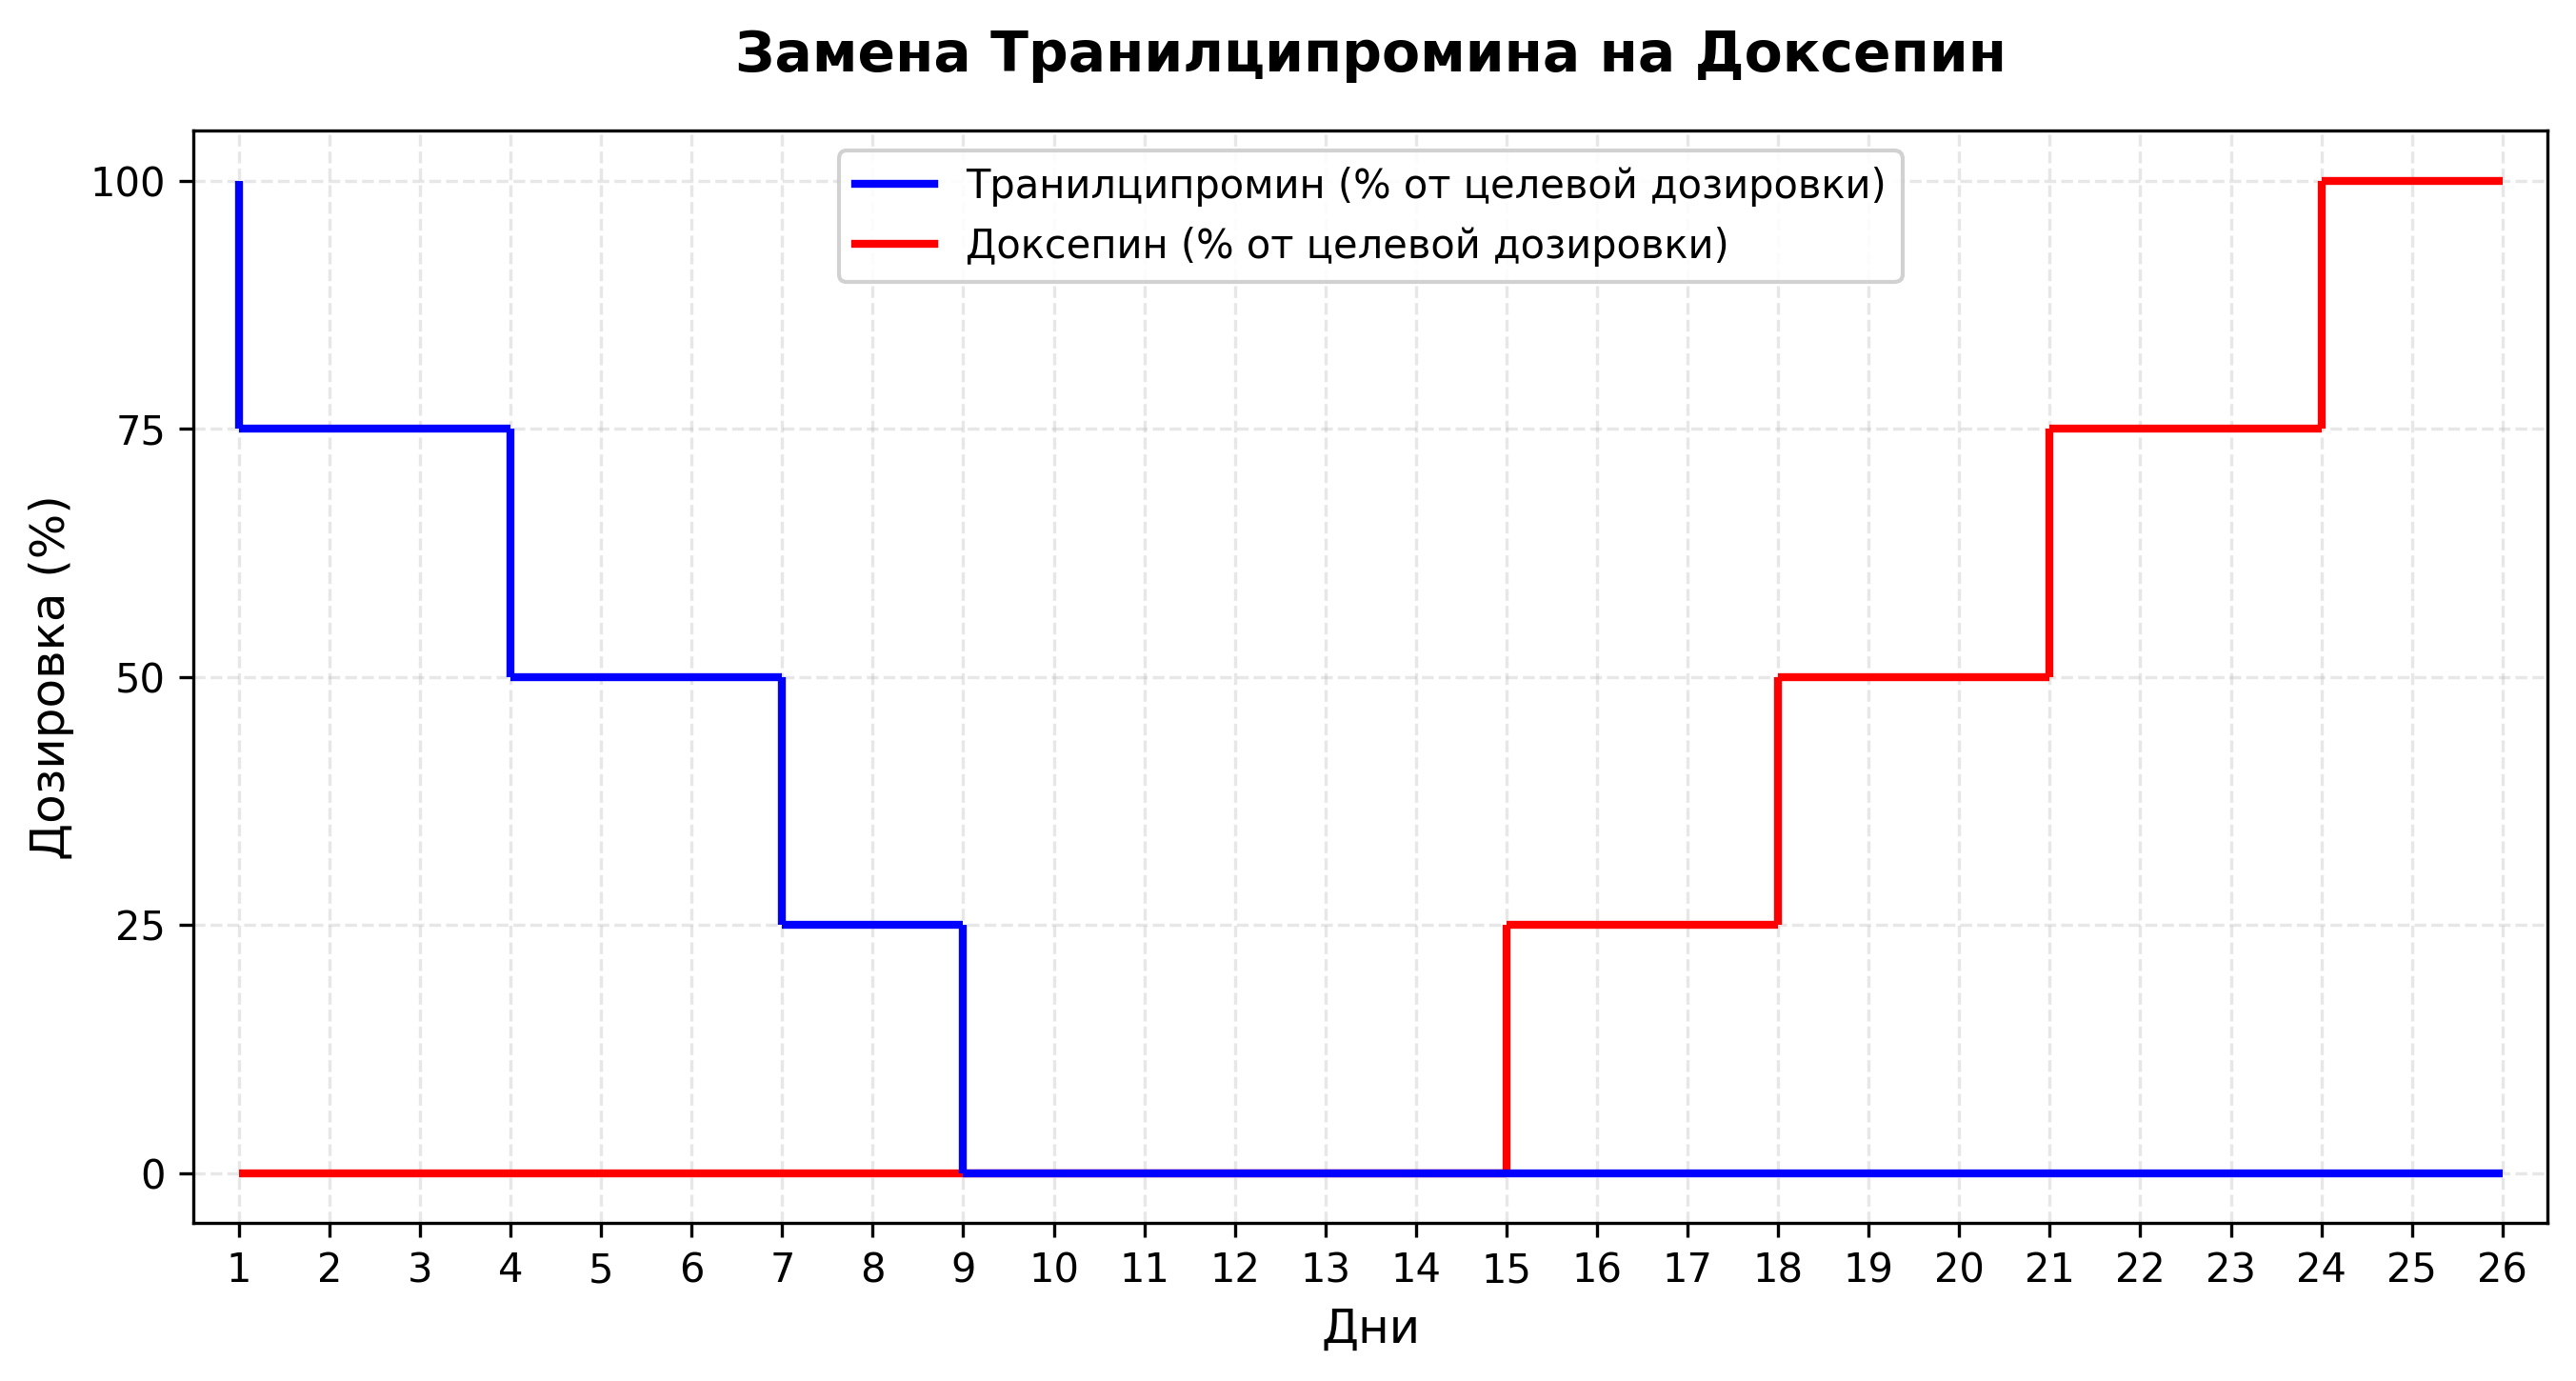 Замена Транилципромина на Доксепин
Транилципромин (% от целевой дозировки)
Доксепин (% от целевой дозировки)
Дозировка (%)
100
75
50
25
0
1 2 3 4 5 6 7 8 9 10 11 12 13 14 15 16 17 18 19 20 21 22 23 24 25 26
Дни